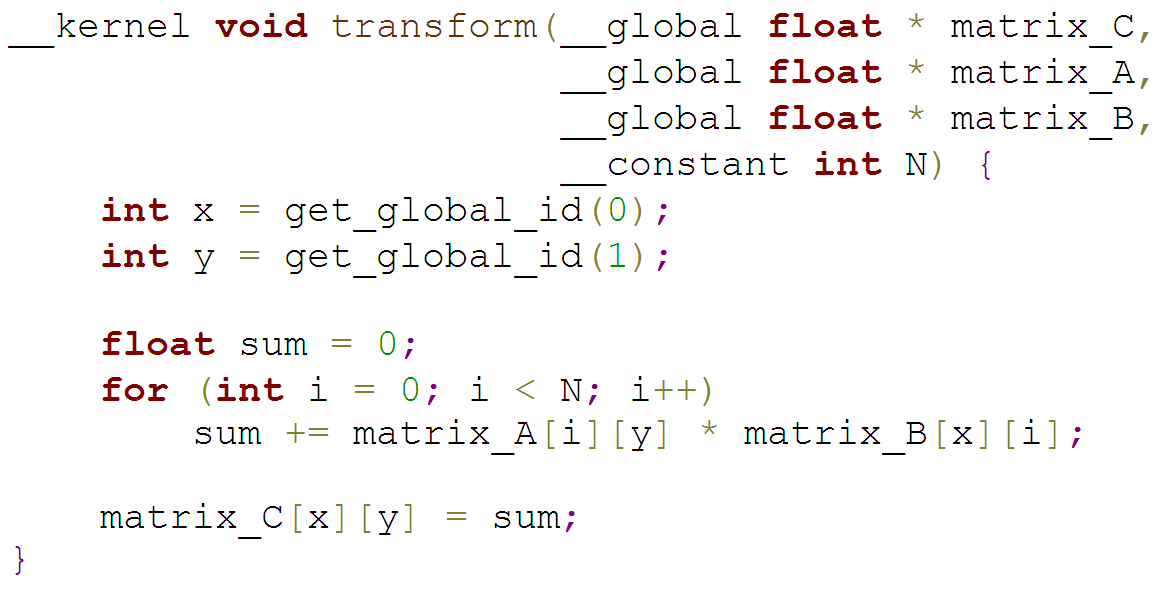 __kernel void transform(__global float * matrix_C,
                        __global float * matrix_A,
                        __global float * matrix_B,
                        __constant int N) {
    int x = get_global_id(0);
    int y = get_global_id(1);

    float sum = 0;
    for (int i = 0; i < N; i++)
        sum += matrix_A[i][y] * matrix_B[x][i];

    matrix_C[x][y] = sum;
}